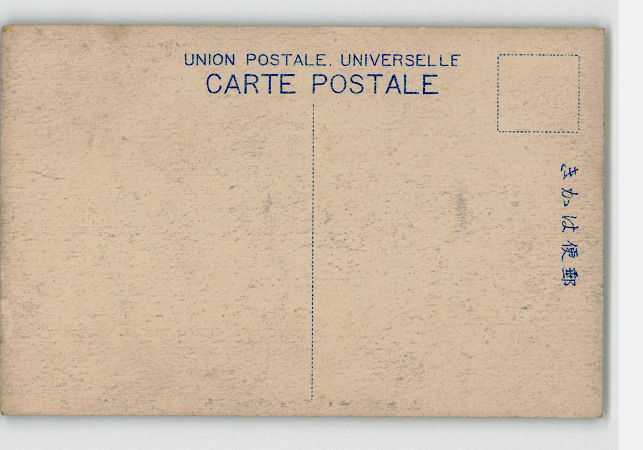 UNION POSTALE. UNIVERSELLE
CARTE POSTALE
きかは便郵